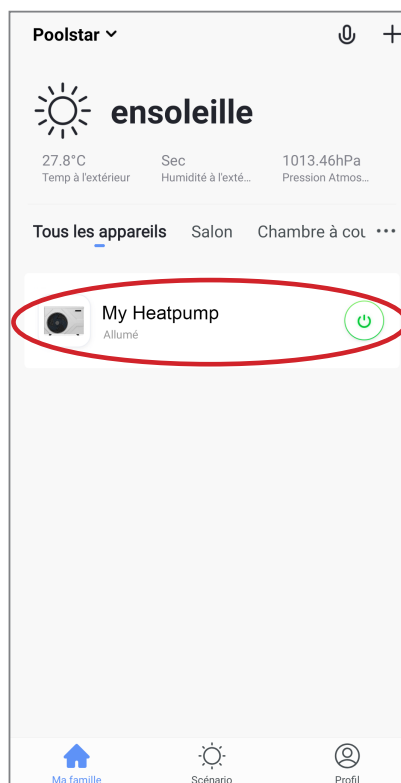 Poolstar
ensoleille
27.8°C Sec 1013.46hPa
Temp à l'extérieur Humidité à l'exté... Pression Atmos...
Tous les appareils Salon Chambre à cou
My Heatpump
Allumé
Ma famille Scénario Profil